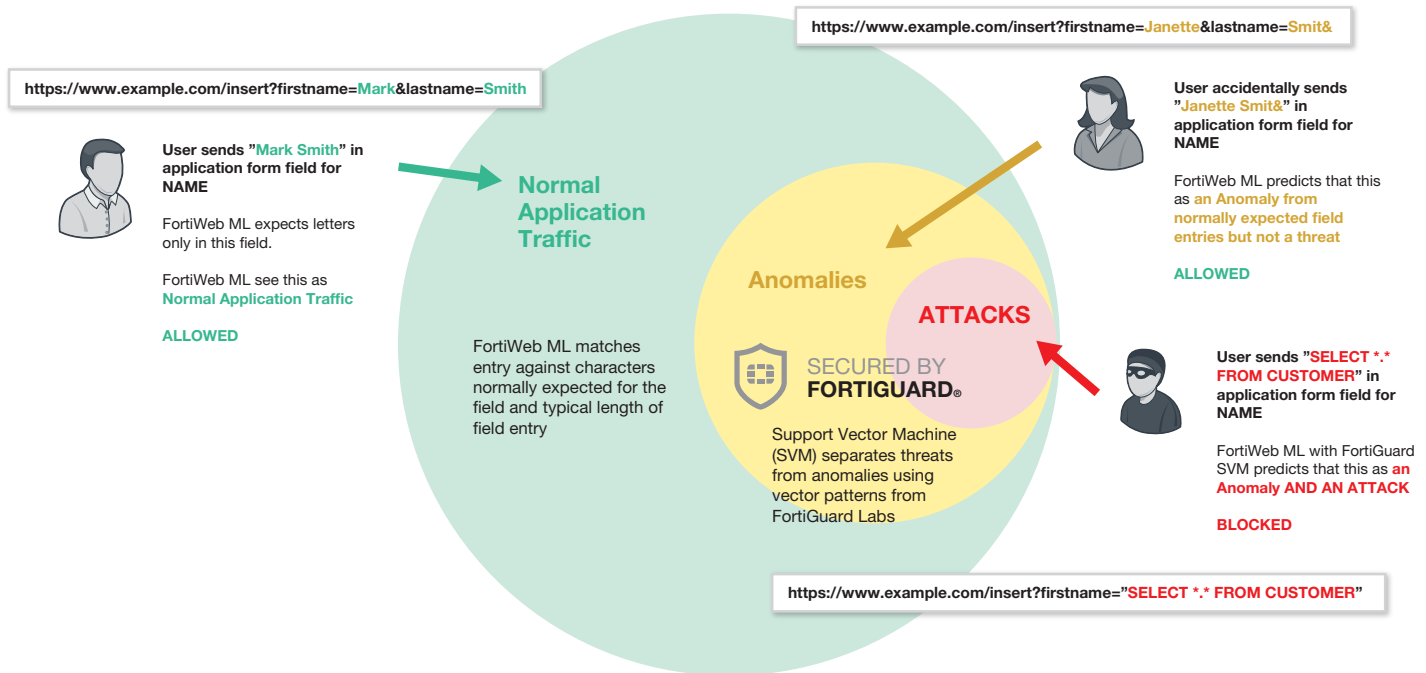 https://www.example.com/insert?firstname=Janette&lastname=Smit&
https://www.example.com/insert?firstname=Mark&lastname=Smith
User sends ”Mark Smith” in
application form field for
NAME
FortiWeb ML expects letters
only in this field.
FortiWeb ML see this as
Normal Application Traffic
ALLOWED
Normal
Application
Traffic
FortiWeb ML matches
entry against characters
normally expected for the
field and typical length of
field entry
Anomalies
ATTACKS
SECURED BY
FORTIGUARD®
Support Vector Machine
(SVM) separates threats
from anomalies using
vector patterns from
FortiGuard Labs
User accidentally sends
”Janette Smit&” in
application form field for
NAME
FortiWeb ML predicts that this
as an Anomaly from
normally expected field
entries but not a threat
ALLOWED
User sends ”SELECT *.*
FROM CUSTOMER” in
application form field for
NAME
FortiWeb ML with FortiGuard
SVM predicts that this as an
Anomaly AND AN ATTACK
BLOCKED
https://www.example.com/insert?firstname=”SELECT *.* FROM CUSTOMER”